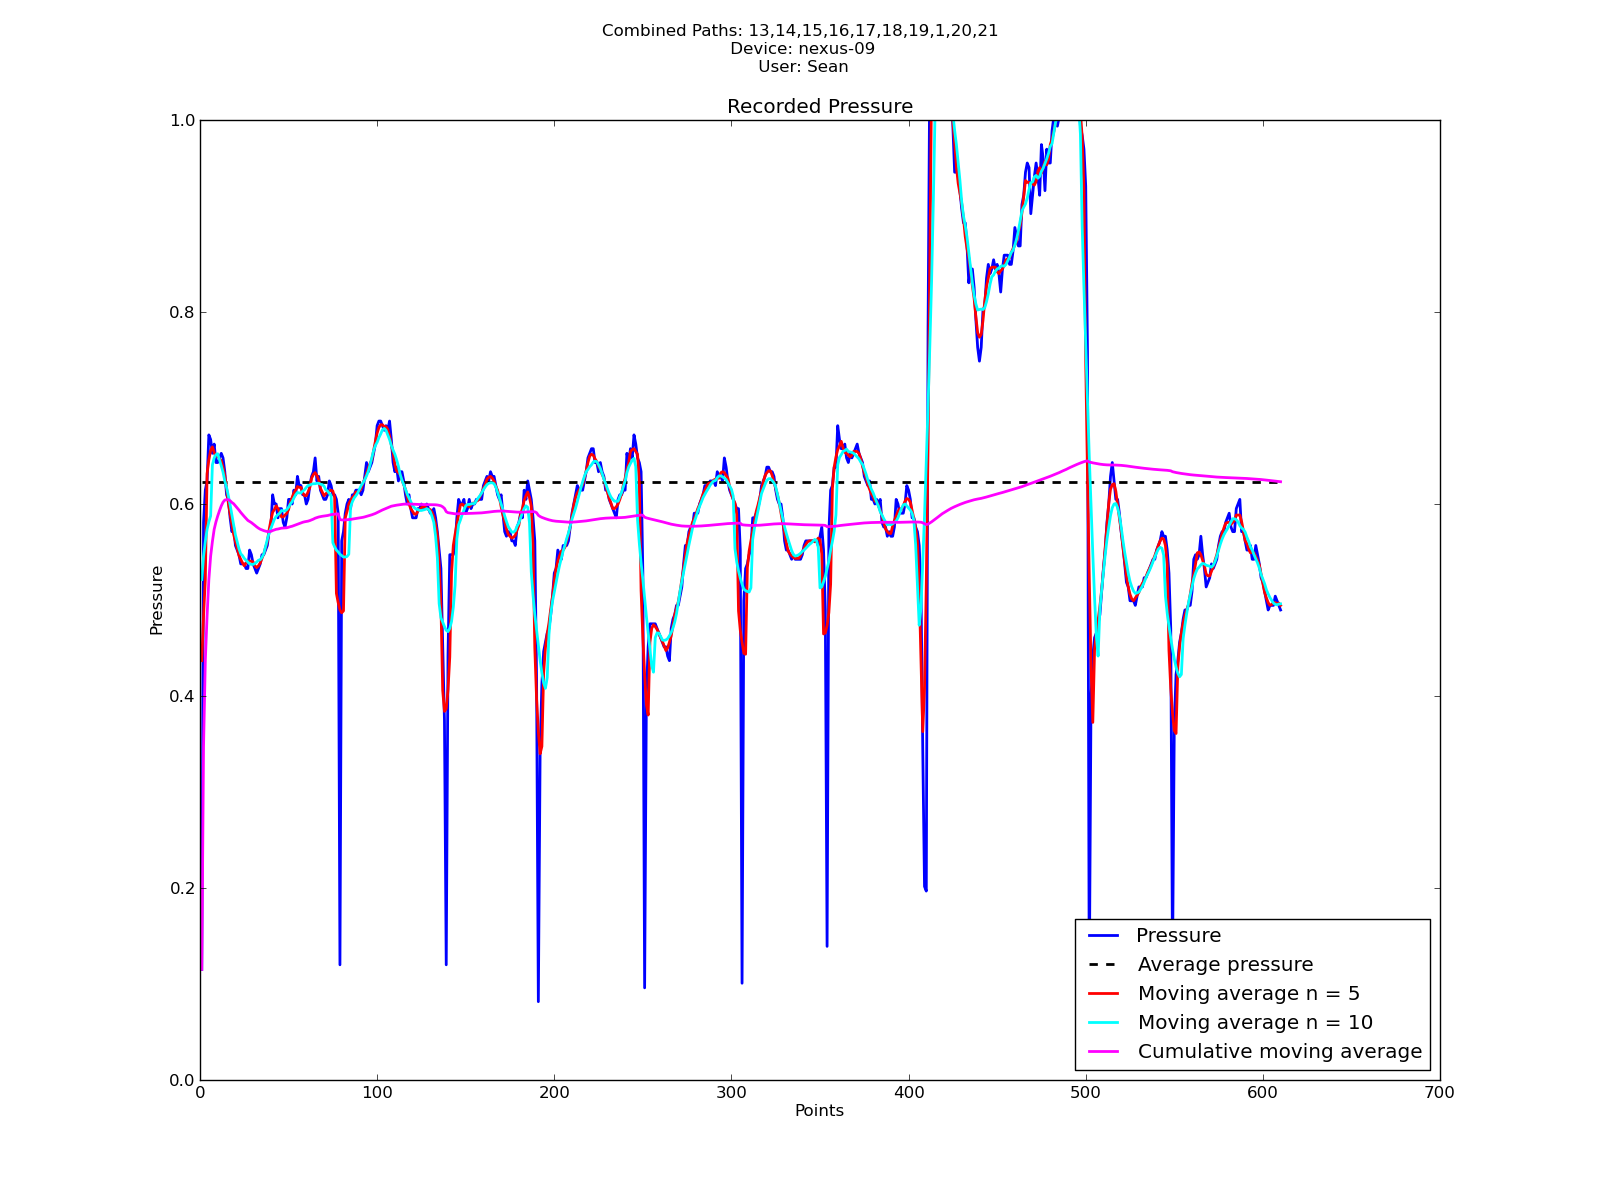 Combined Paths: 13,14,15,16,17,18,19,1,20,21
Device: nexus-09
User: Sean
Recorded Pressure
1.0
0.8
0.6
0.4
0.2
0.0
Pressure
Pressure
Average pressure
Moving average n = 5
Moving average n = 10
Cumulative moving average
0 100 200 300 400 500 600 700
Points